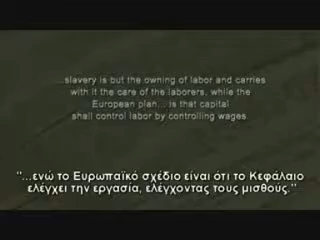 ...slavery is but the owning of labor and carries
with it the care of the laborers, while the
European plan... is that capital
shall control labor by controlling wages
"...ενώ το Ευρωπαϊκό σχέδιο είναι ότι το Κεφάλαιο
ελέγχει την εργασία, ελέγχοντας τους μισθούς."